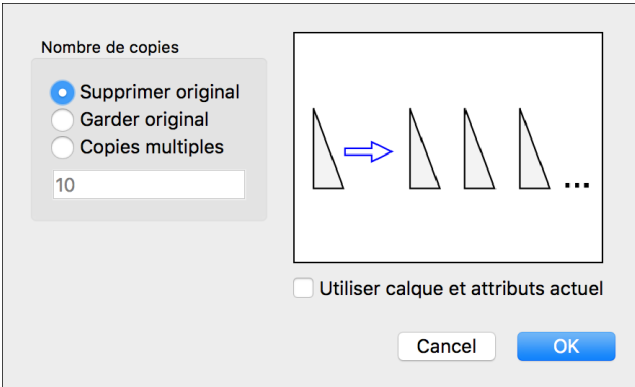 Nombre de copies
Supprimer original
Garder original
Copies multiples
10
...
Utiliser calque et attributs actuel
Cancel
OK